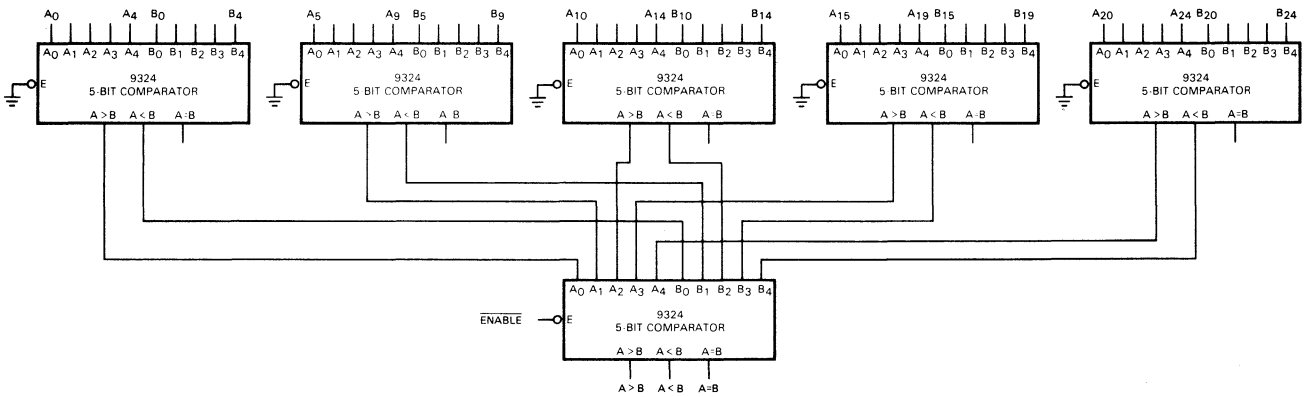 A0 A4 B0 B4 A5 A9 B5 B9 A10 A14 B10 B14 A15 A19 B15 B19 A20 A24 B20 B24
A0 A1 A2 A3 A4 B0 B1 B2 B3 B4 A0 A1 A2 A3 A4 B0 B1 B2 B3 B4 A0 A1 A2 A3 A4 B0 B1 B2 B3 B4 A0 A1 A2 A3 A4 B0 B1 B2 B3 B4 A0 A1 A2 A3 A4 B0 B1 B2 B3 B4
E 9324 E 9324 E 9324 E 9324 E 9324
5-BIT COMPARATOR 5-BIT COMPARATOR 5-BIT COMPARATOR 5-BIT COMPARATOR 5-BIT COMPARATOR
A>B A<B A=B A>B A<B A=B A>B A<B A=B A>B A<B A=B A>B A<B A=B
A0 A1 A2 A3 A4 B0 B1 B2 B3 B4
ENABLE E 9324
5-BIT COMPARATOR
A>B A<B A=B
A>B A<B A=B